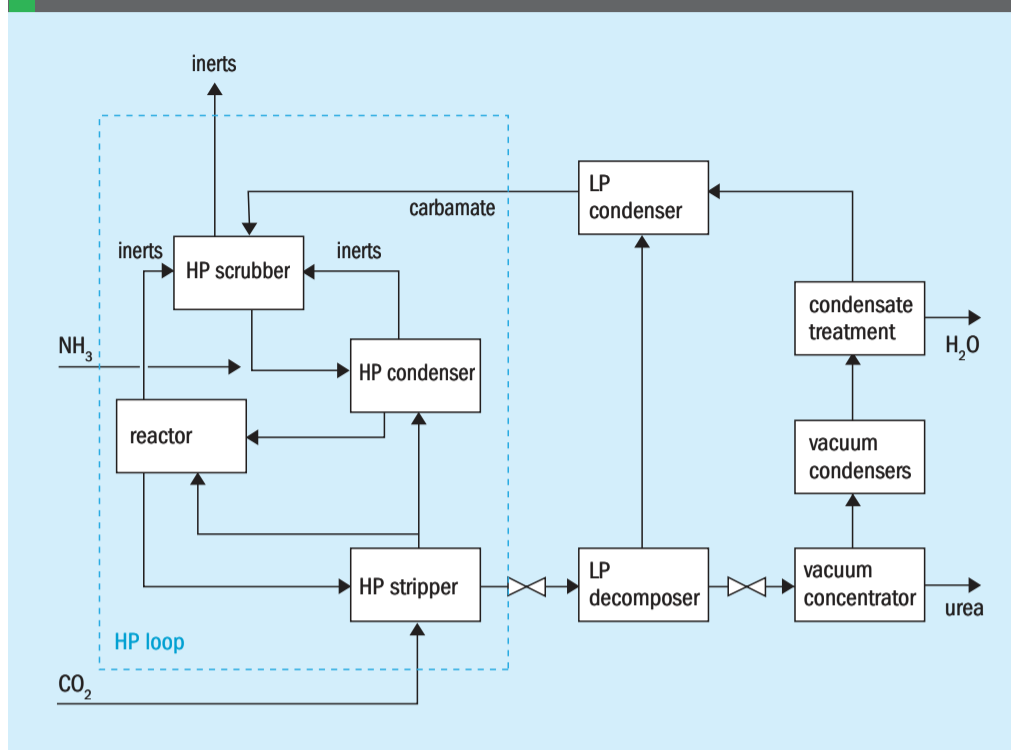 inerts
LP
condenser
carbamate
inerts
inerts
HP scrubber
condensate
treatment
H₂O
NH₃
HP condenser
reactor
vacuum
condensers
HP stripper
LP
decomposer
vacuum
concentrator
urea
HP loop
CO₂